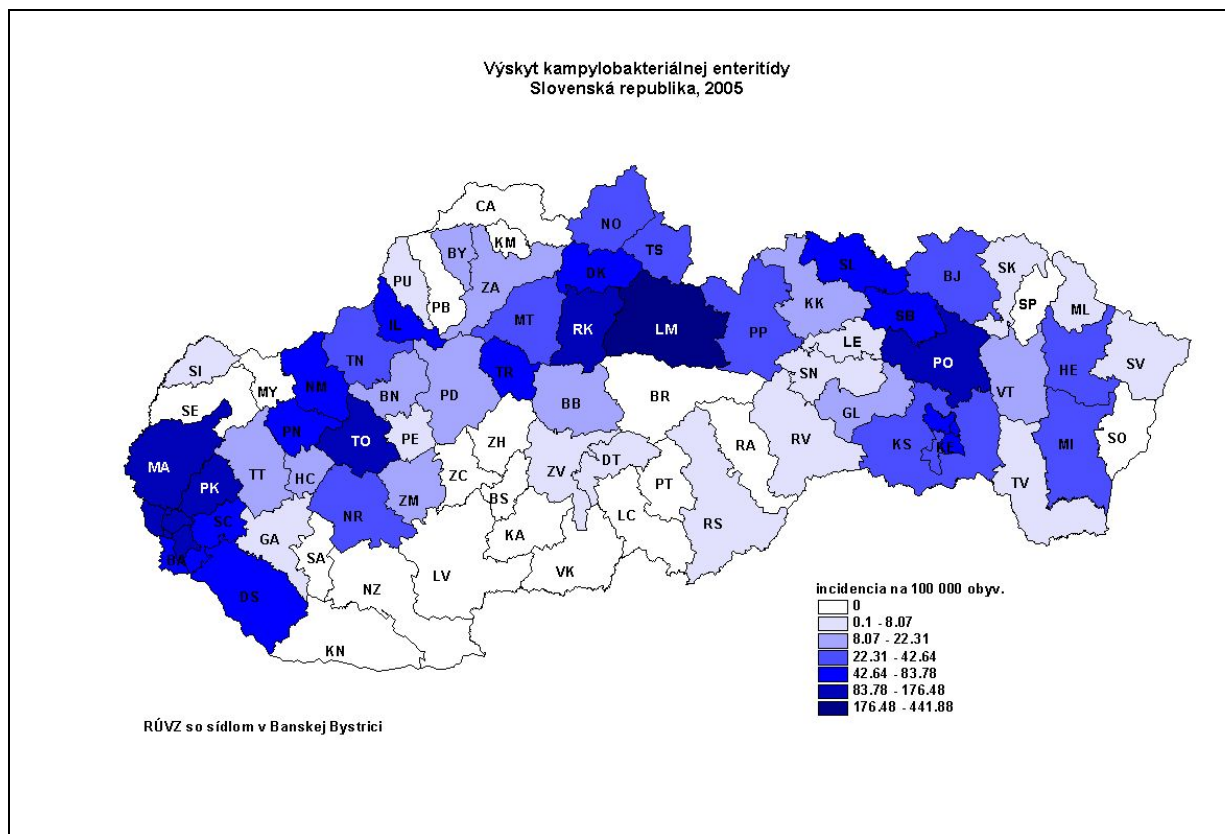 Výskyt kampylobakteriálnej enteritídy
Slovenská republika, 2005
CA
NO
KM
TS
BY
PU
ZA
PB
DK
SL
BJ
SK
SP
ML
KK
IL
MT
RK
LM
PP
SB
LE
TN
PO
HE
SV
SI
MY
NM
BN
PD
TR
SN
VT
SE
BB
BR
GL
PN
TO
PE
ZH
RA
RV
KS
KE
MI
SO
MA
TT
HC
ZC
ZV
DT
PT
TV
PK
NR
ZM
BS
SC
GA
SA
KA
LC
RS
BA
DS
NZ
LV
VK
KN
incidencia na 100 000 obyv.
0
0.1 - 8.07
8.07 - 22.31
22.31 - 42.64
42.64 - 83.78
83.78 - 176.48
176.48 - 441.88
RÚVZ so sídlom v Banskej Bystrici